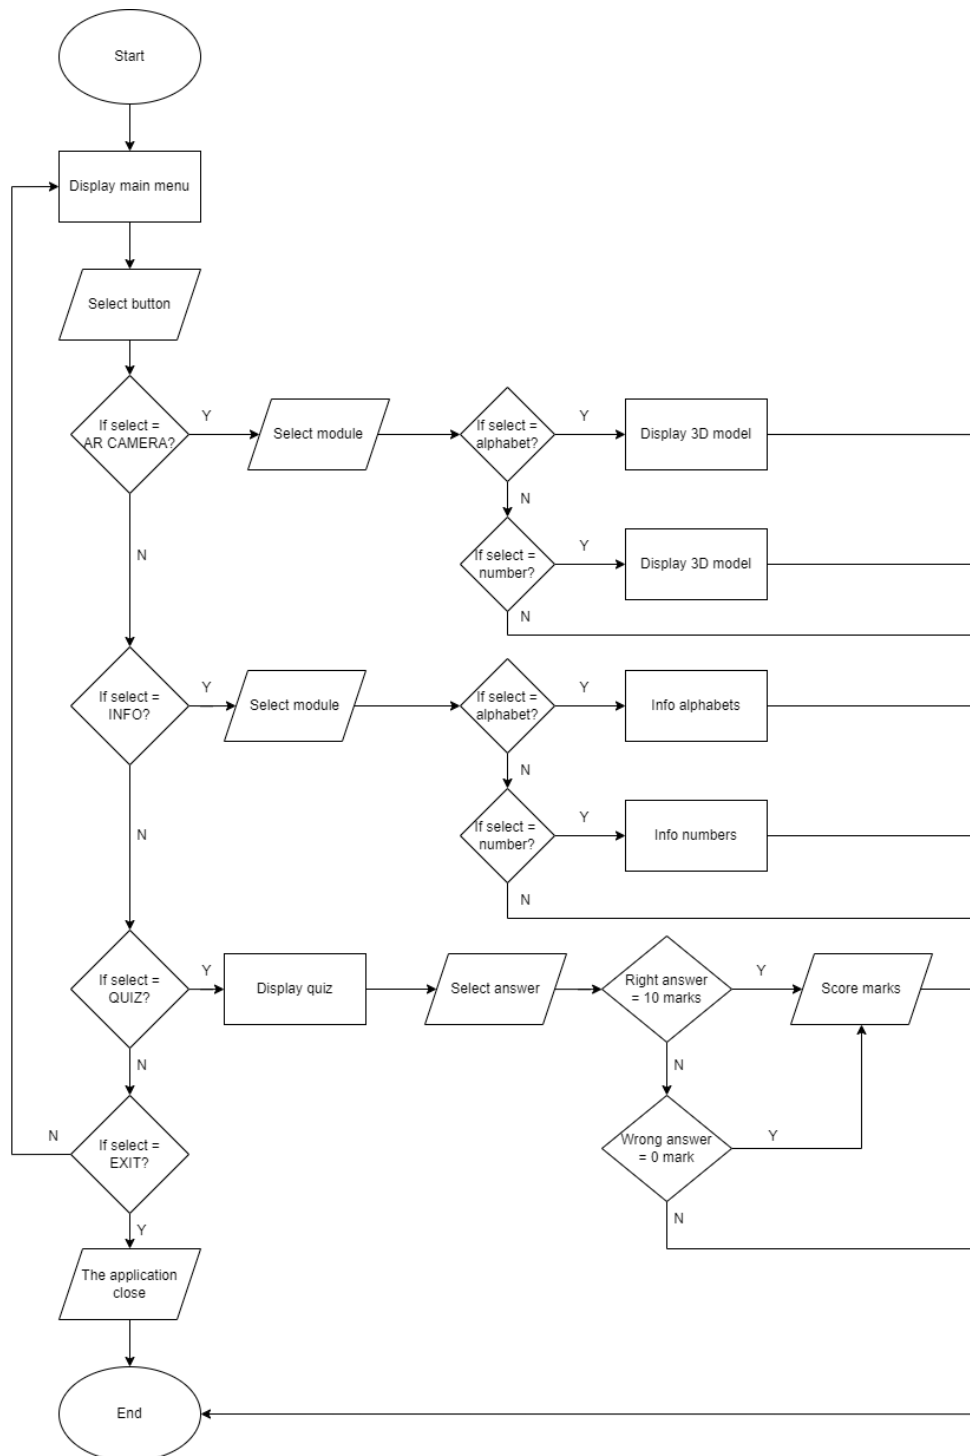 Start
Display main menu
Select button
If select =
AR CAMERA?
Y
Select module
If select =
alphabet?
Y
Display 3D model
N
N
If select =
number?
Y
Display 3D model
N
If select =
INFO?
Y
Select module
If select =
alphabet?
Y
Info alphabets
N
N
If select =
number?
Y
Info numbers
N
If select =
QUIZ?
Y
Display quiz
Select answer
Right answer
= 10 marks
Y
Score marks
N
N
If select =
EXIT?
N
Wrong answer
= 0 mark
Y
N
Y
The application
close
End